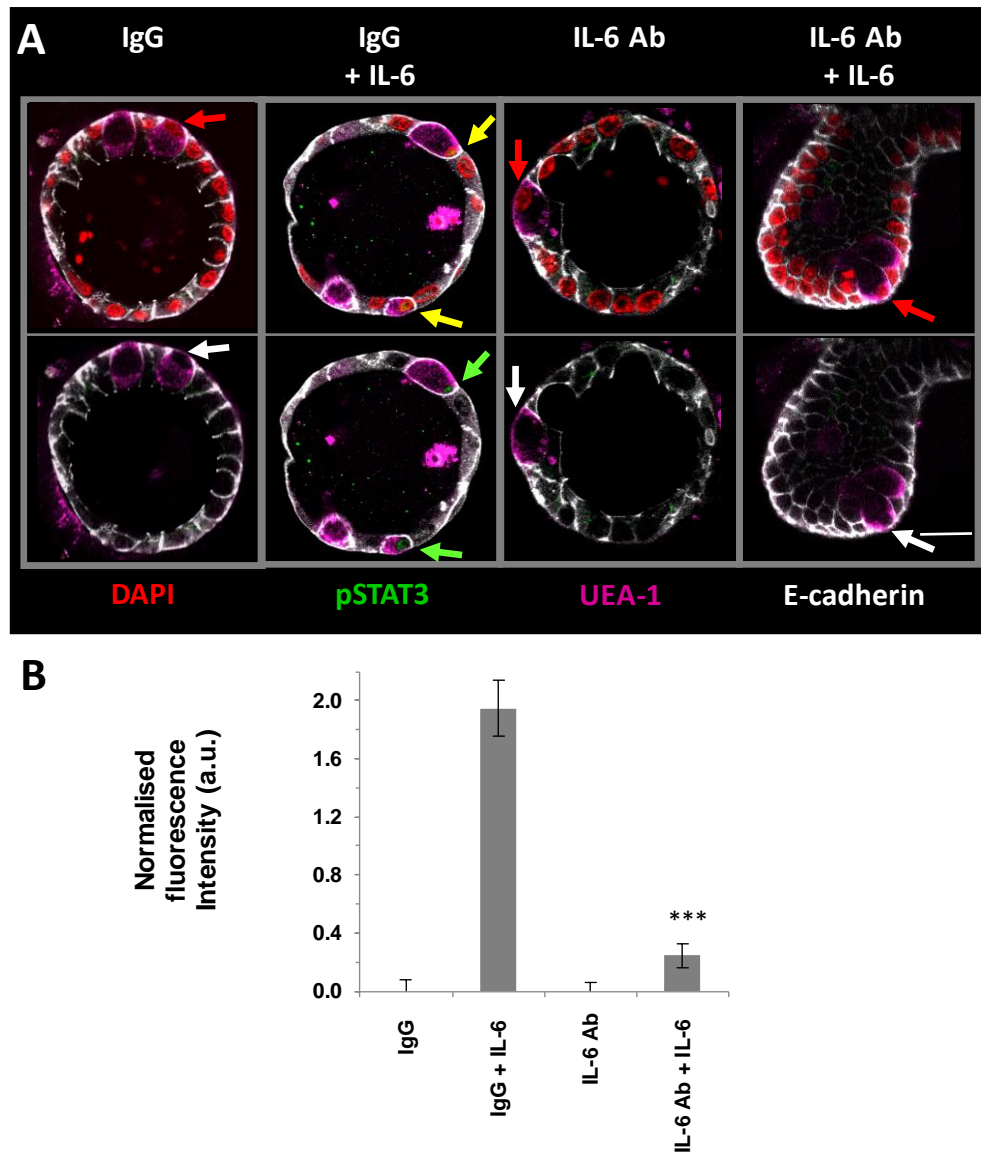 A
IgG
IgG
+ IL-6
IL-6 Ab
IL-6 Ab
+ IL-6
DAPI
pSTAT3
UEA-1
E-cadherin
B
Normalised
fluorescence
Intensity (a.u.)
2.0
1.6
1.2
0.8
0.4
0.0
***
IgG
IgG + IL-6
IL-6 Ab
IL-6 Ab + IL-6